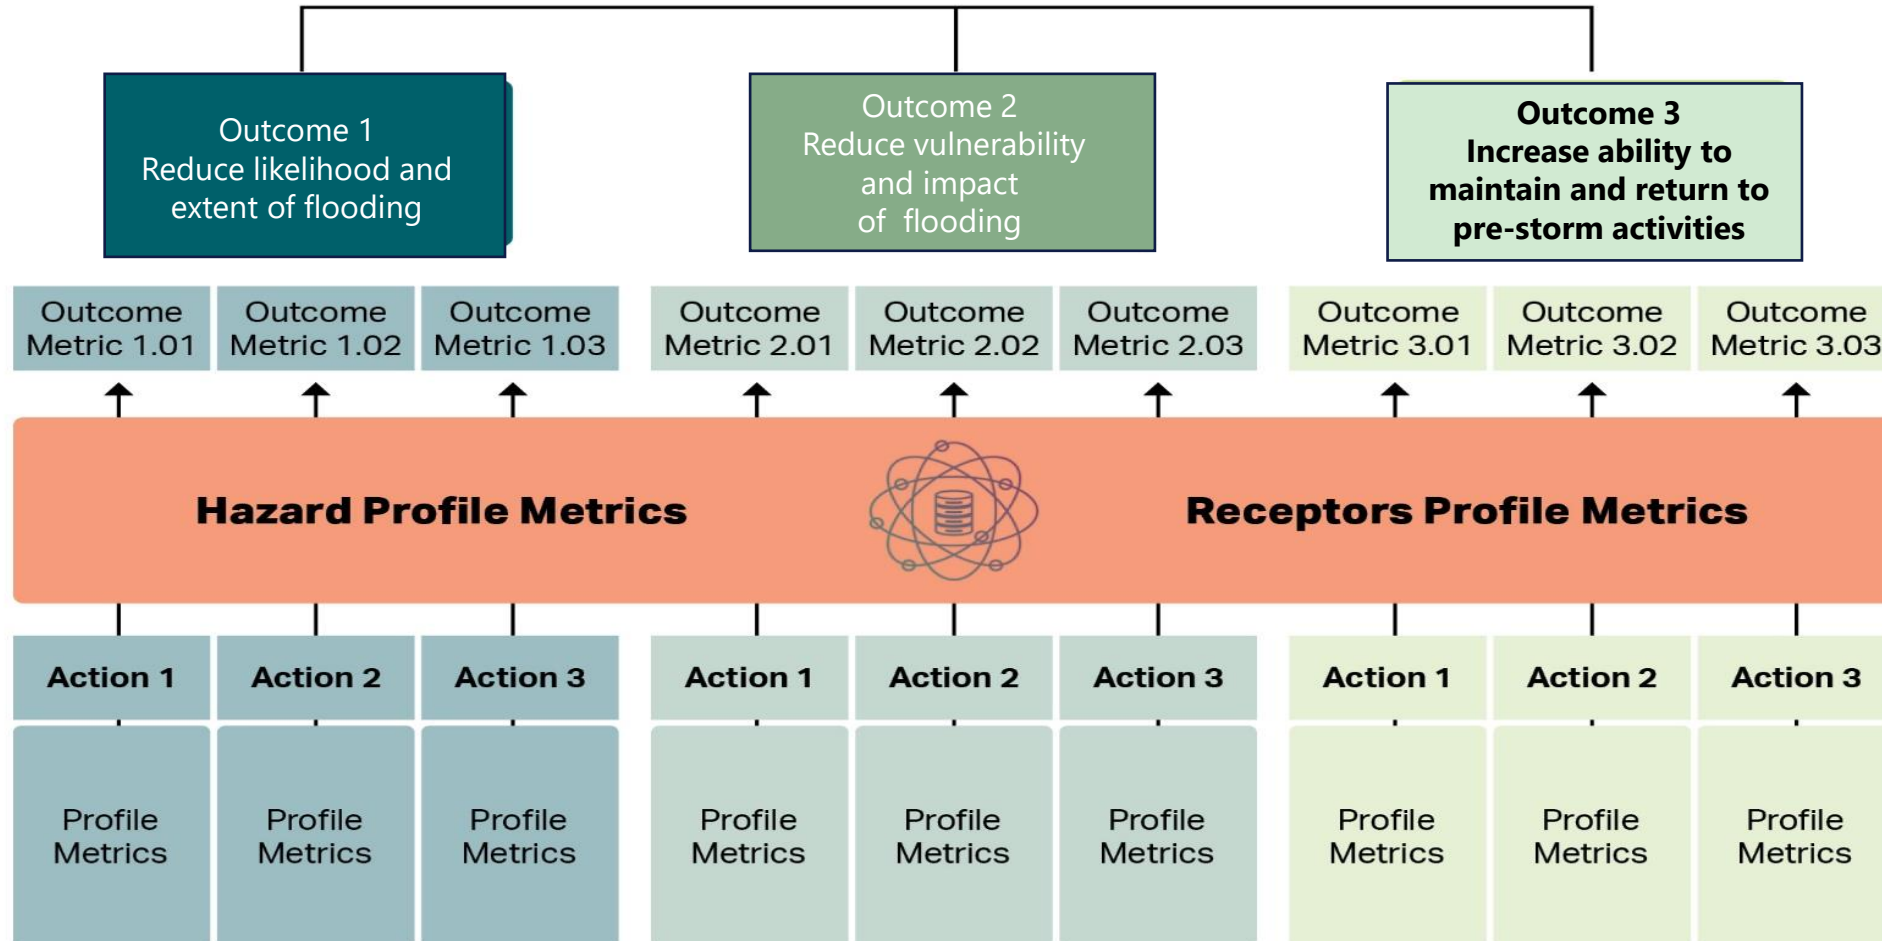 Outcome 1
Reduce likelihood and
extent of flooding
Outcome 2
Reduce vulnerability
and impact
of flooding
Outcome 3
Increase ability to
maintain and return to
pre-storm activities
Outcome
Metric 1.01
Outcome
Metric 1.02
Outcome
Metric 1.03
Outcome
Metric 2.01
Outcome
Metric 2.02
Outcome
Metric 2.03
Outcome
Metric 3.01
Outcome
Metric 3.02
Outcome
Metric 3.03
Hazard Profile Metrics
Receptors Profile Metrics
Action 1
Action 2
Action 3
Action 1
Action 2
Action 3
Action 1
Action 2
Action 3
Profile
Metrics
Profile
Metrics
Profile
Metrics
Profile
Metrics
Profile
Metrics
Profile
Metrics
Profile
Metrics
Profile
Metrics
Profile
Metrics